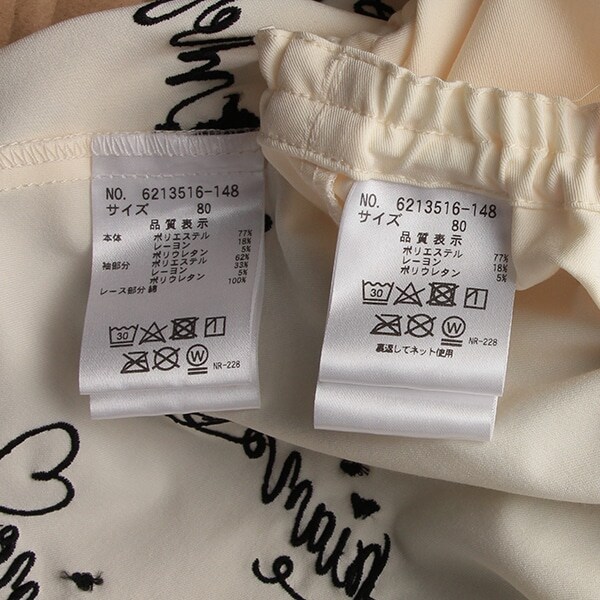 NO. 6213516-148
サイズ 80
品質表示
本体 ポリエステル 77%
レーヨン 18%
ポリウレタン 5%
袖部分 ポリエステル 62%
レーヨン 33%
ポリウレタン 5%
レース部分 綿 100%
30
W
NR-228
NO. 6213516-148
サイズ 80
品質表示
ポリエステル 77%
レーヨン 18%
ポリウレタン 5%
30
W
裏返してネット使用 NR-228